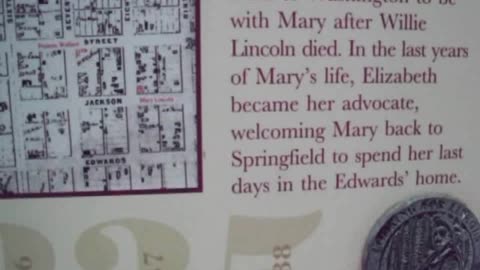 with Mary after Willie
Lincoln died. In the last years
of Mary's life, Elizabeth
became her advocate,
welcoming Mary back to
Springfield to spend her last
days in the Edwards' home.
STREET
JACKSON
EDWARDS